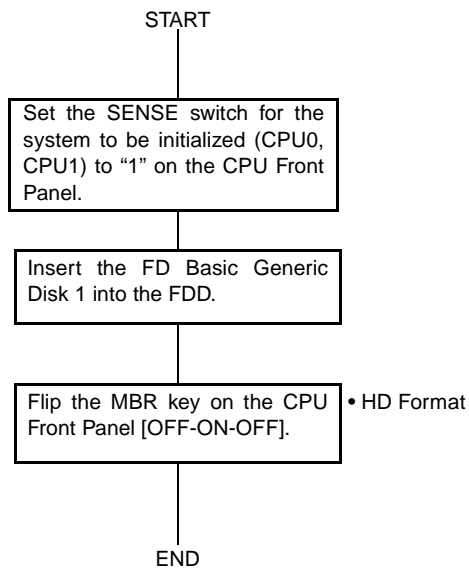 START
Set the SENSE switch for the
system to be initialized (CPU0,
CPU1) to “1” on the CPU Front
Panel.
Insert the FD Basic Generic
Disk 1 into the FDD.
Flip the MBR key on the CPU
Front Panel [OFF-ON-OFF].
• HD Format
END